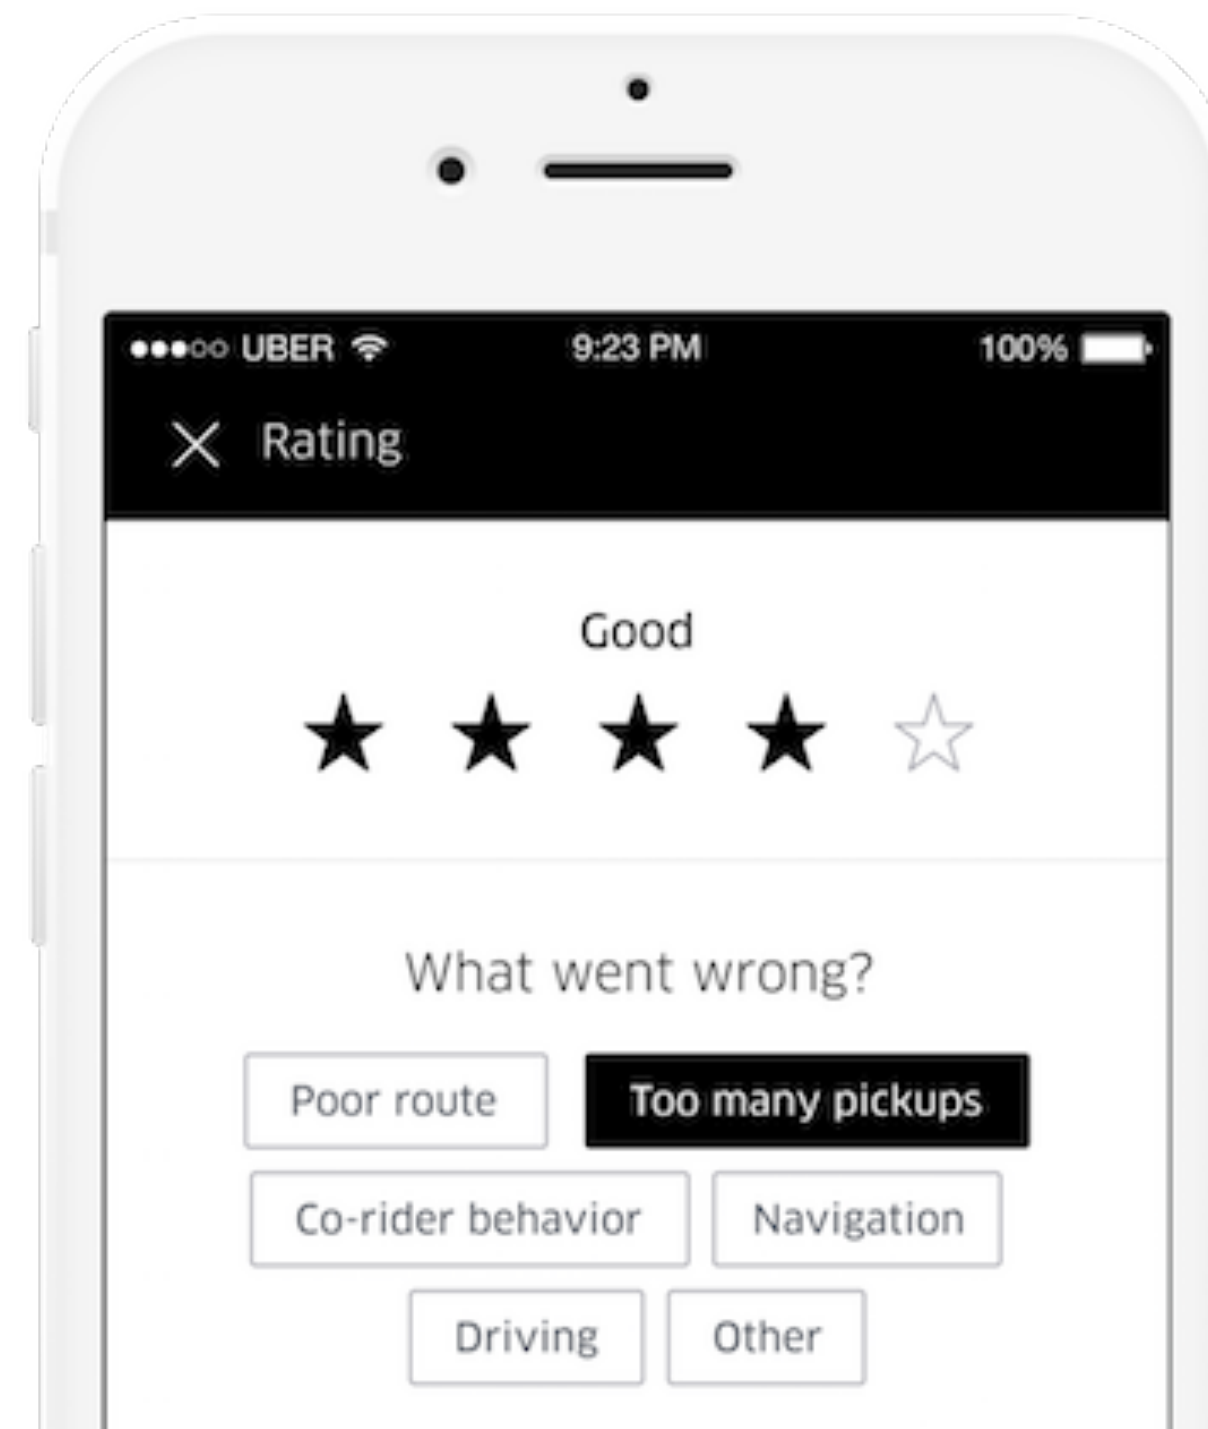 UBER 9:23 PM 100%
Rating
Good
What went wrong?
Poor route Too many pickups
Co-rider behavior Navigation
Driving Other